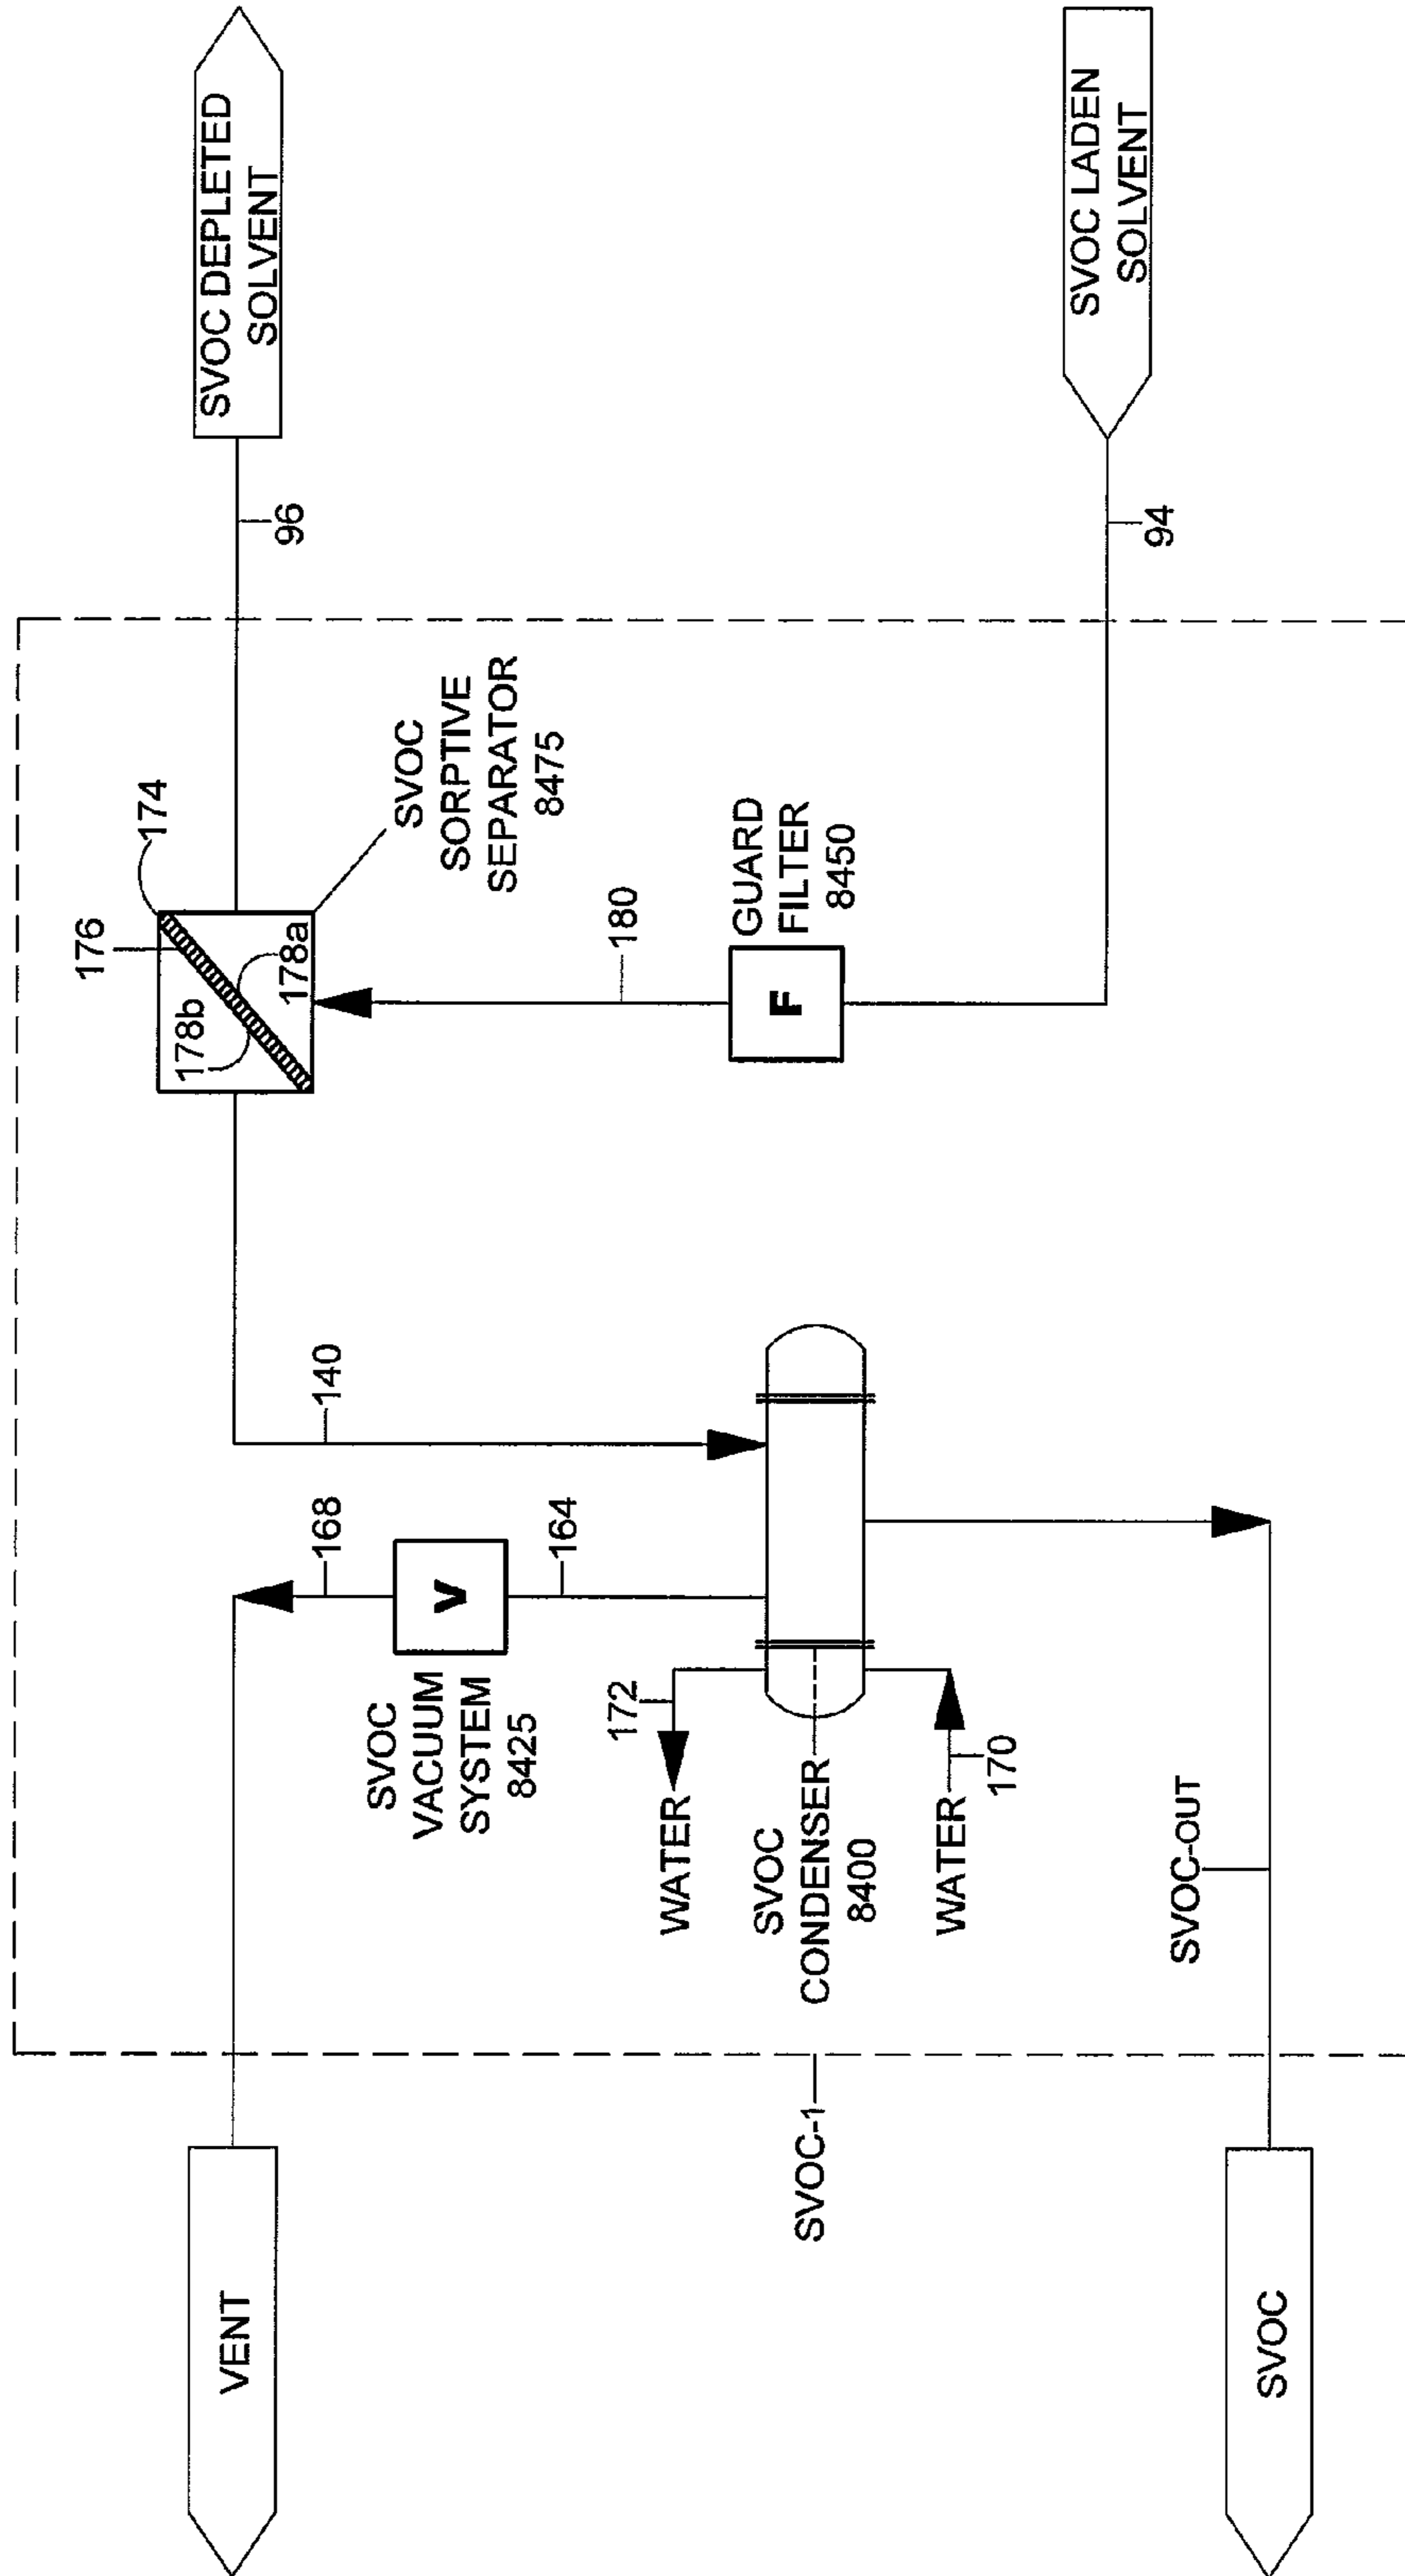 VENT
SVOC
SVOC-1
SVOC
VACUUM
SYSTEM
8425
168
164
140
172
WATER
SVOC
CONDENSER
8400
WATER
170
SVOC-OUT
174
176
178b
178a
SVOC
SORPTIVE
SEPARATOR
8475
180
F
V
GUARD
FILTER
8450
96
94
SVOC DEPLETED
SOLVENT
SVOC LADEN
SOLVENT